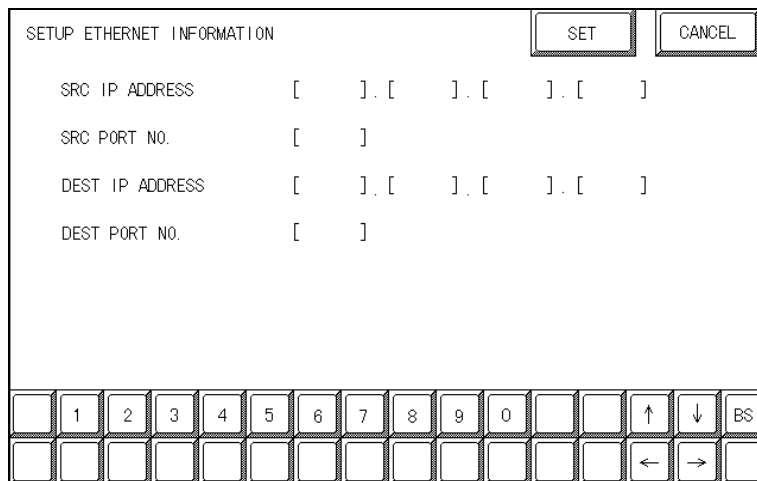 SETUP ETHERNET INFORMATION SET CANCEL
SRC IP ADDRESS [ ].[ ].[ ].[ ]
SRC PORT NO. [ ]
DEST IP ADDRESS [ ].[ ].[ ].[ ]
DEST PORT NO. [ ]
1 2 3 4 5 6 7 8 9 0 ↑ ↓ BS
← →